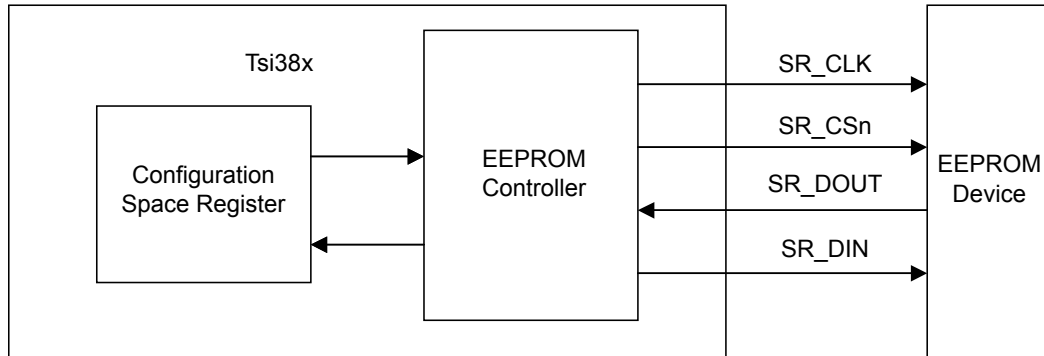 Tsi38x
Configuration
Space Register
EEPROM
Controller
SR_CLK
SR_CSn
SR_DOUT
SR_DIN
EEPROM
Device